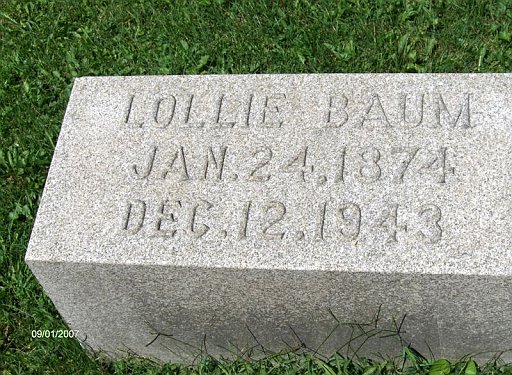 LOLLIE BAUM
JAN.24.1874
DEC.12.1943
09/01/2007